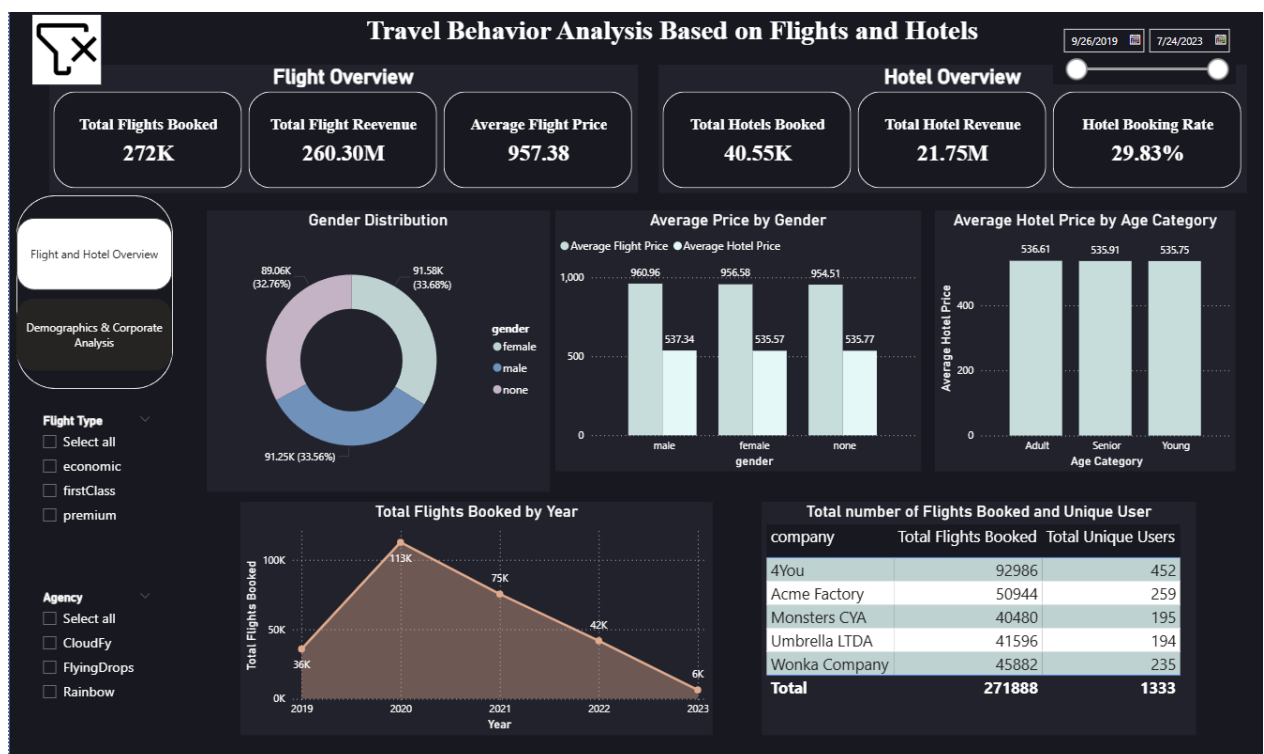 Travel Behavior Analysis Based on Flights and Hotels
9/26/2019
7/24/2023
Flight Overview
Total Flights Booked
272K
Total Flight Reevenue
260.30M
Average Flight Price
957.38
Hotel Overview
Total Hotels Booked
40.55K
Total Hotel Revenue
21.75M
Hotel Booking Rate
29.83%
Flight and Hotel Overview
Demographics & Corporate
Analysis
Flight Type
Select all
economic
firstClass
premium
Agency
Select all
CloudFy
FlyingDrops
Rainbow
Gender Distribution
89.06K
(32.76%)
91.58K
(33.68%)
91.25K (33.56%)
gender
female
male
none
Average Price by Gender
Average Flight Price Average Hotel Price
1,000
500
0
960.96
537.34
956.58
535.57
954.51
535.77
male female none
gender
Average Hotel Price by Age Category
Average Hotel Price
400
200
0
536.61 535.91 535.75
Adult Senior Young
Age Category
Total Flights Booked by Year
Total Flights Booked
100K
50K
0K
36K
113K
75K
42K
6K
2019 2020 2021 2022 2023
Year
Total number of Flights Booked and Unique User
company Total Flights Booked Total Unique Users
4You 92986 452
Acme Factory 50944 259
Monsters CYA 40480 195
Umbrella LTDA 41596 194
Wonka Company 45882 235
Total 271888 1333